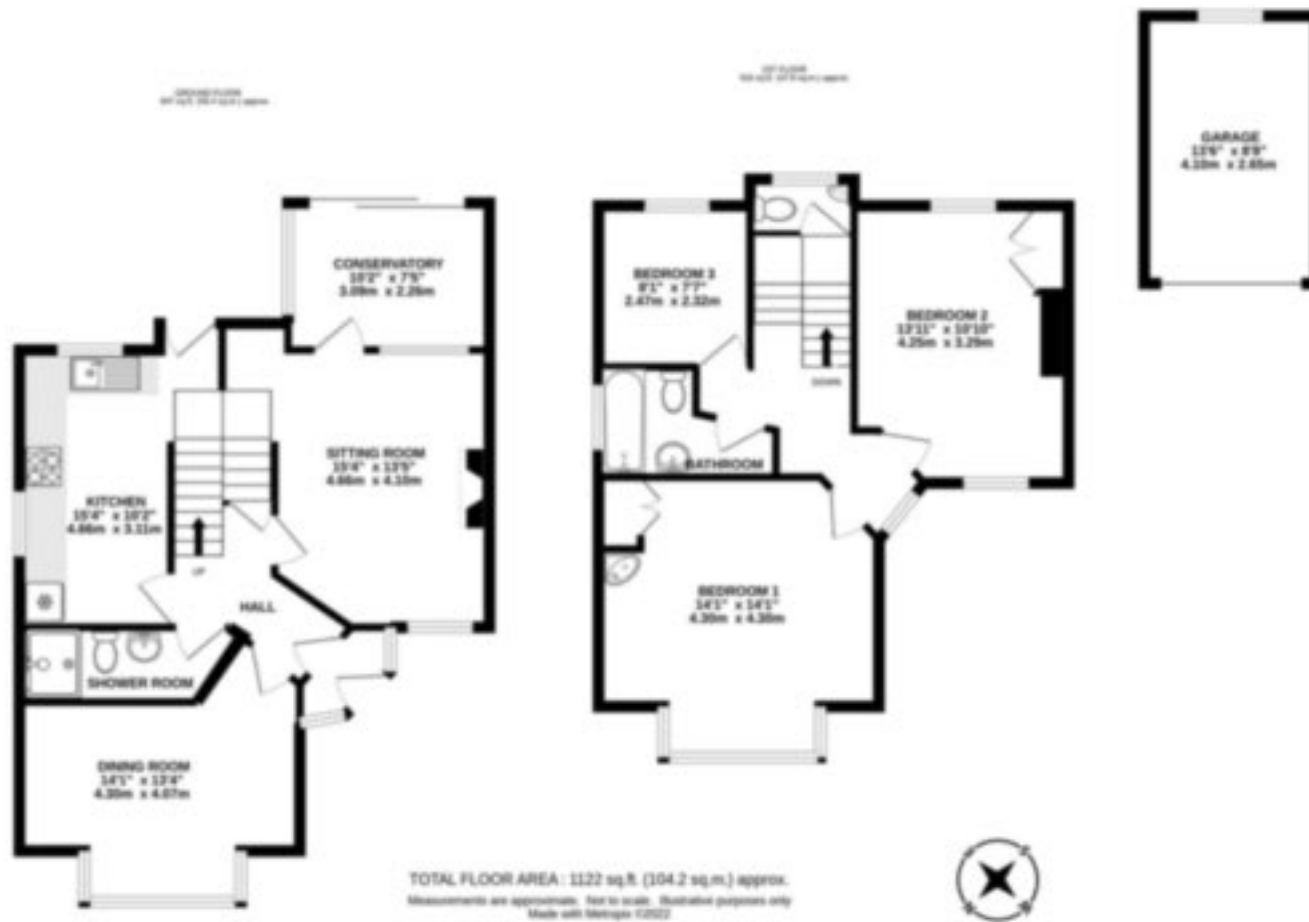 GROUND FLOOR
1ST FLOOR
GARAGE
13'6" x 8'8"
4.10m x 2.65m
CONSERVATORY
10'2" x 7'5"
3.09m x 2.26m
BEDROOM 3
8'1" x 7'7"
2.47m x 2.32m
BEDROOM 2
13'11" x 10'10"
4.25m x 3.29m
DOWN
SITTING ROOM
15'4" x 13'5"
4.66m x 4.10m
BATHROOM
KITCHEN
15'4" x 10'2"
4.66m x 3.11m
UP
HALL
BEDROOM 1
14'1" x 14'1"
4.30m x 4.30m
SHOWER ROOM
DINING ROOM
14'1" x 13'4"
4.30m x 4.07m
TOTAL FLOOR AREA : 1122 sq.ft. (104.2 sq.m.) approx.
Measurements are approximate. Not to scale. Illustrative purposes only
Made with Metropix ©2022